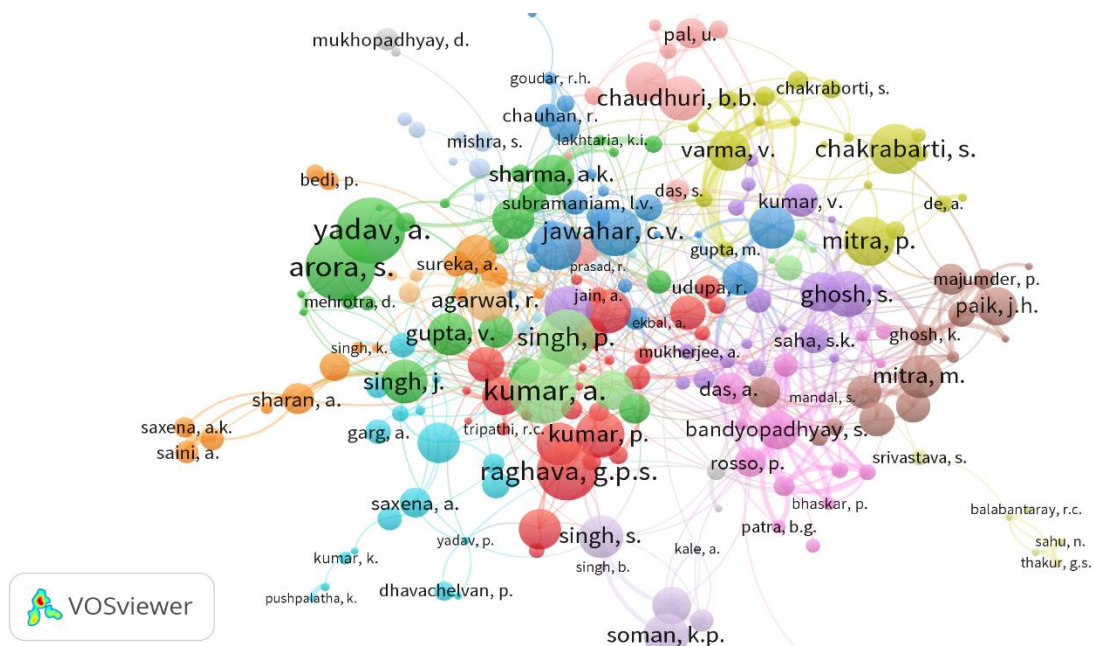 mukhopadhyay, d.
pal, u.
goudar, r.h.
chaudhuri, b.b.
chakraborti, s.
chauhan, r.
mishra, s.
lakhtaria, k.i.
varma, v.
chakrabarti, s.
bedi, p.
sharma, a.k.
das, s.
kumar, v.
subramaniam, l.v.
de, a.
yadav, a.
jawahar, c.v.
gupta, m.
mitra, p.
arora, s.
sureka, a.
prasad, r.
udupa, r.
majumder, p.
mehrotra, d.
agarwal, r.
jain, a.
ghosh, s.
paik, j.h.
gupta, v.
singh, p.
ekbal, a.
saha, s.k.
ghosh, k.
singh, k.
mukherjee, a.
singh, j.
kumar, a.
das, a.
mandal, s.
mitra, m.
sharan, a.
saxena, a.k.
garg, a.
tripathi, r.c.
kumar, p.
bandyopadhyay, s.
saini, a.
raghava, g.p.s.
rosso, p.
srivastava, s.
saxena, a.
bhaskar, p.
balabantaray, r.c.
yadav, p.
singh, s.
kale, a.
patra, b.g.
sahu, n.
kumar, k.
singh, b.
thakur, g.s.
pushpalatha, k.
dhavachelvan, p.
VOSviewer
soman, k.p.